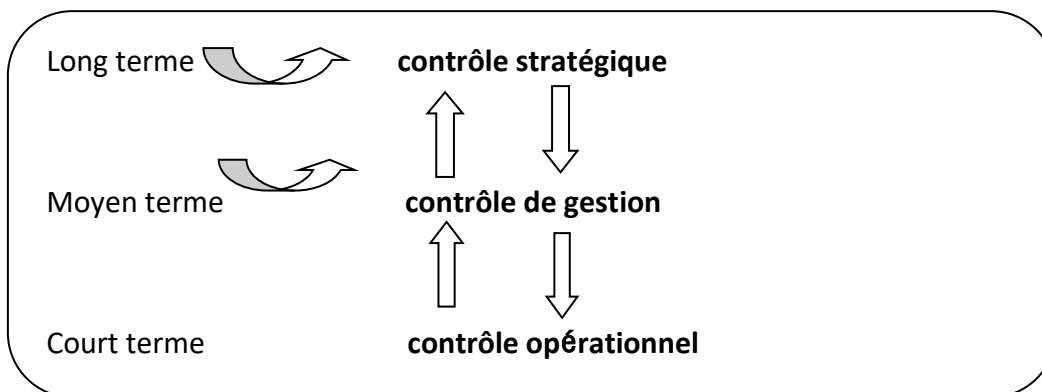 Long terme contrôle stratégique
Moyen terme contrôle de gestion
Court terme contrôle opérationnel